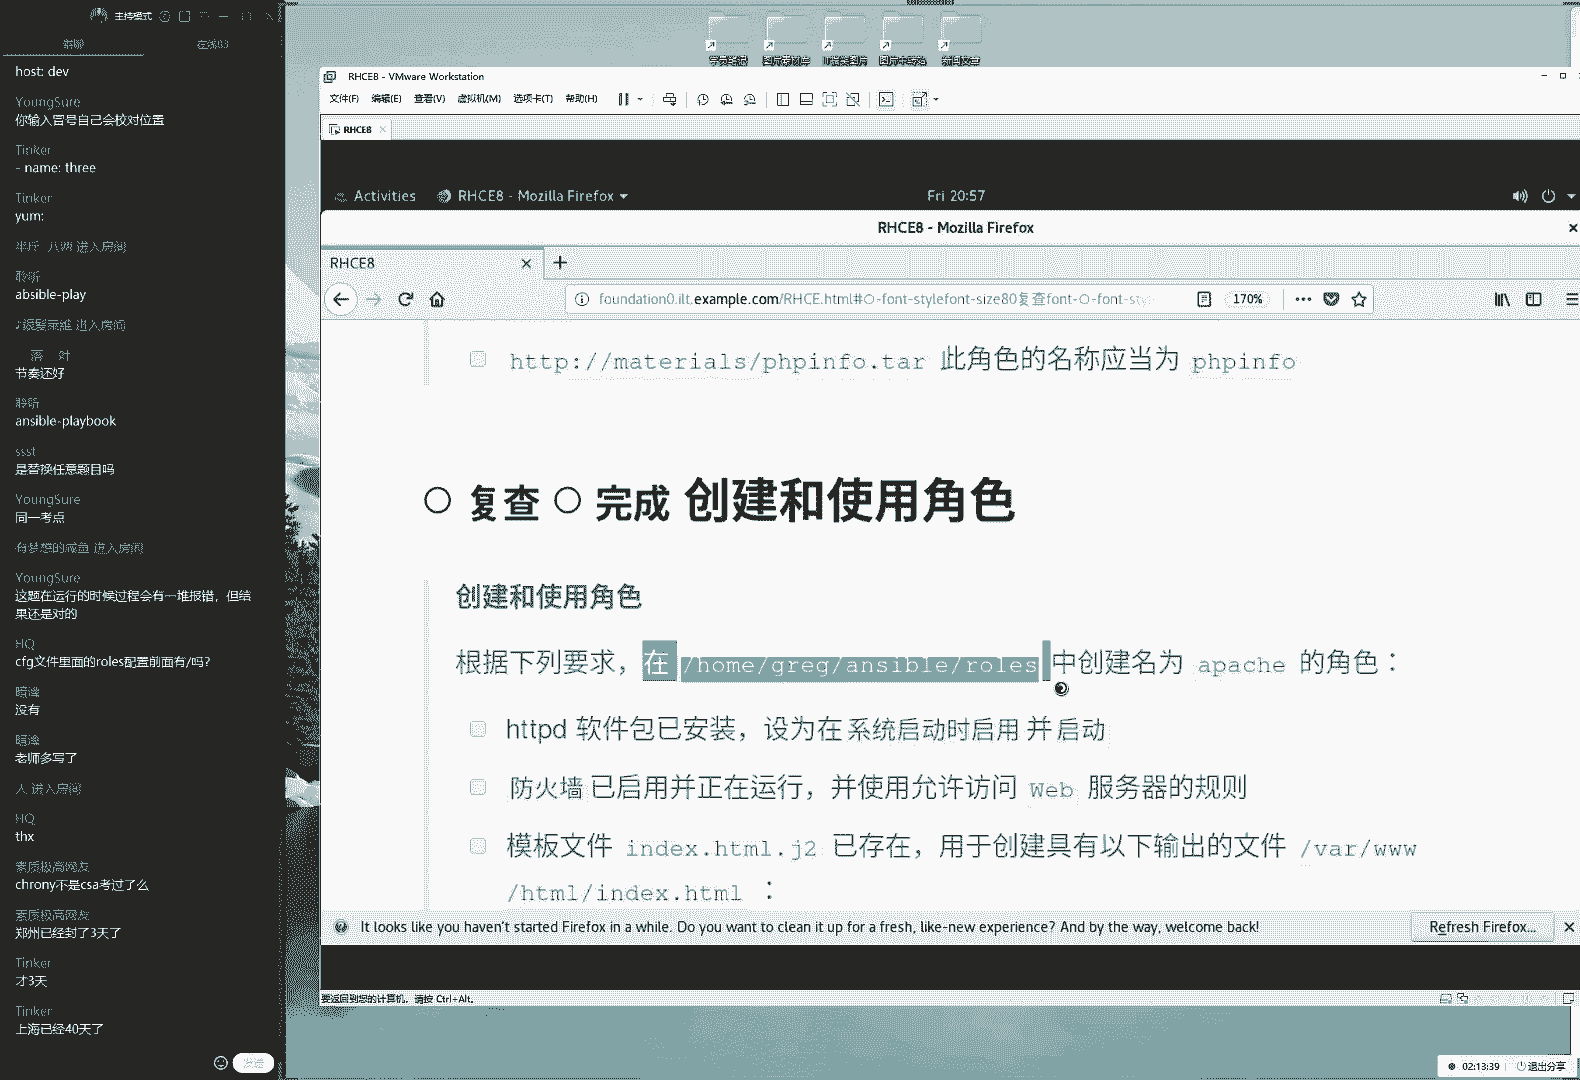 主持模式
在线93
host: dev
YoungSure
你输入冒号自己会校对位置
Tinker
- name: three
Tinker
yum:
半斤 八两 进入房间
聆听
absible-play
进入房间
落 叶
节奏还好
聆听
ansible-playbook
ssst
是替换任意题目吗
YoungSure
同一考点
有梦想的咸鱼 进入房间
YoungSure
这题在运行的时候过程会有一堆报错，但结
果还是对的
HQ
cfg文件里面的roles配置前面有/吗?
没有
老师多写了
人 进入房间
HQ
thx
素质极高网友
chrony不是csa考过了么
素质极高网友
郑州已经封了3天了
Tinker
才3天
Tinker
上海已经40天了
发送
RHCE8 - VMware Workstation
文件(F) 编辑(E) 查看(V) 虚拟机(M) 选项卡(T) 帮助(H)
RHCE8
Activities RHCE8 - Mozilla Firefox Fri 20:57
RHCE8 - Mozilla Firefox
RHCE8
foundation0.ilt.example.com/RHCE.html#○-font-stylefont-size80复查font-○-font-sty 170%
http://materials/phpinfo.tar 此角色的名称应当为 phpinfo
○ 复查 ○ 完成 创建和使用角色
创建和使用角色
根据下列要求，在 /home/greg/ansible/roles 中创建名为 apache 的角色：
httpd 软件包已安装，设为在系统启动时启用 并 启动
防火墙 已启用并正在运行，并使用允许访问 Web 服务器的规则
模板文件 index.html.j2 已存在，用于创建具有以下输出的文件 /var/www
/html/index.html ：
It looks like you haven't started Firefox in a while. Do you want to clean it up for a fresh, like-new experience? And by the way, welcome back! Refresh Firefox...
要返回到您的计算机，请按 Ctrl+Alt。
02:13:39 退出分享